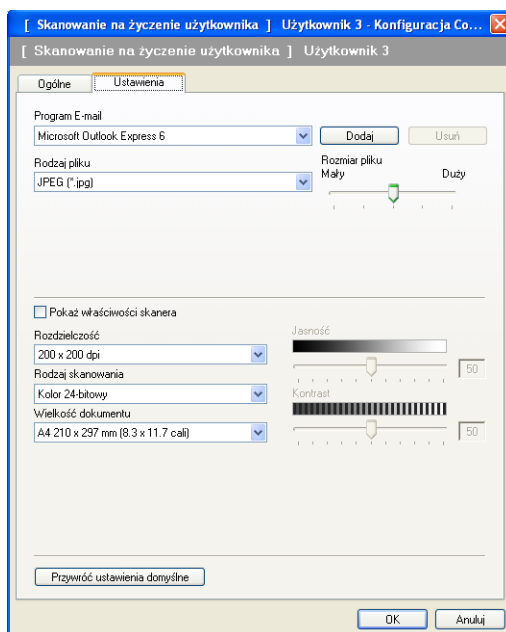 [ Skanowanie na życzenie użytkownika ] Użytkownik 3 - Konfiguracja Co...
[ Skanowanie na życzenie użytkownika ] Użytkownik 3
Ogólne Ustawienia
Program E-mail
Microsoft Outlook Express 6 Dodaj Usuń
Rodzaj pliku Rozmiar pliku
Mały Duży
JPEG (*.jpg)
Pokaż właściwości skanera
Rozdzielczość Jasność
200 x 200 dpi
50
Rodzaj skanowania
Kolor 24-bitowy Kontrast
Wielkość dokumentu
A4 210 x 297 mm (8.3 x 11.7 cali) 50
Przywróć ustawienia domyślne
OK Anuluj